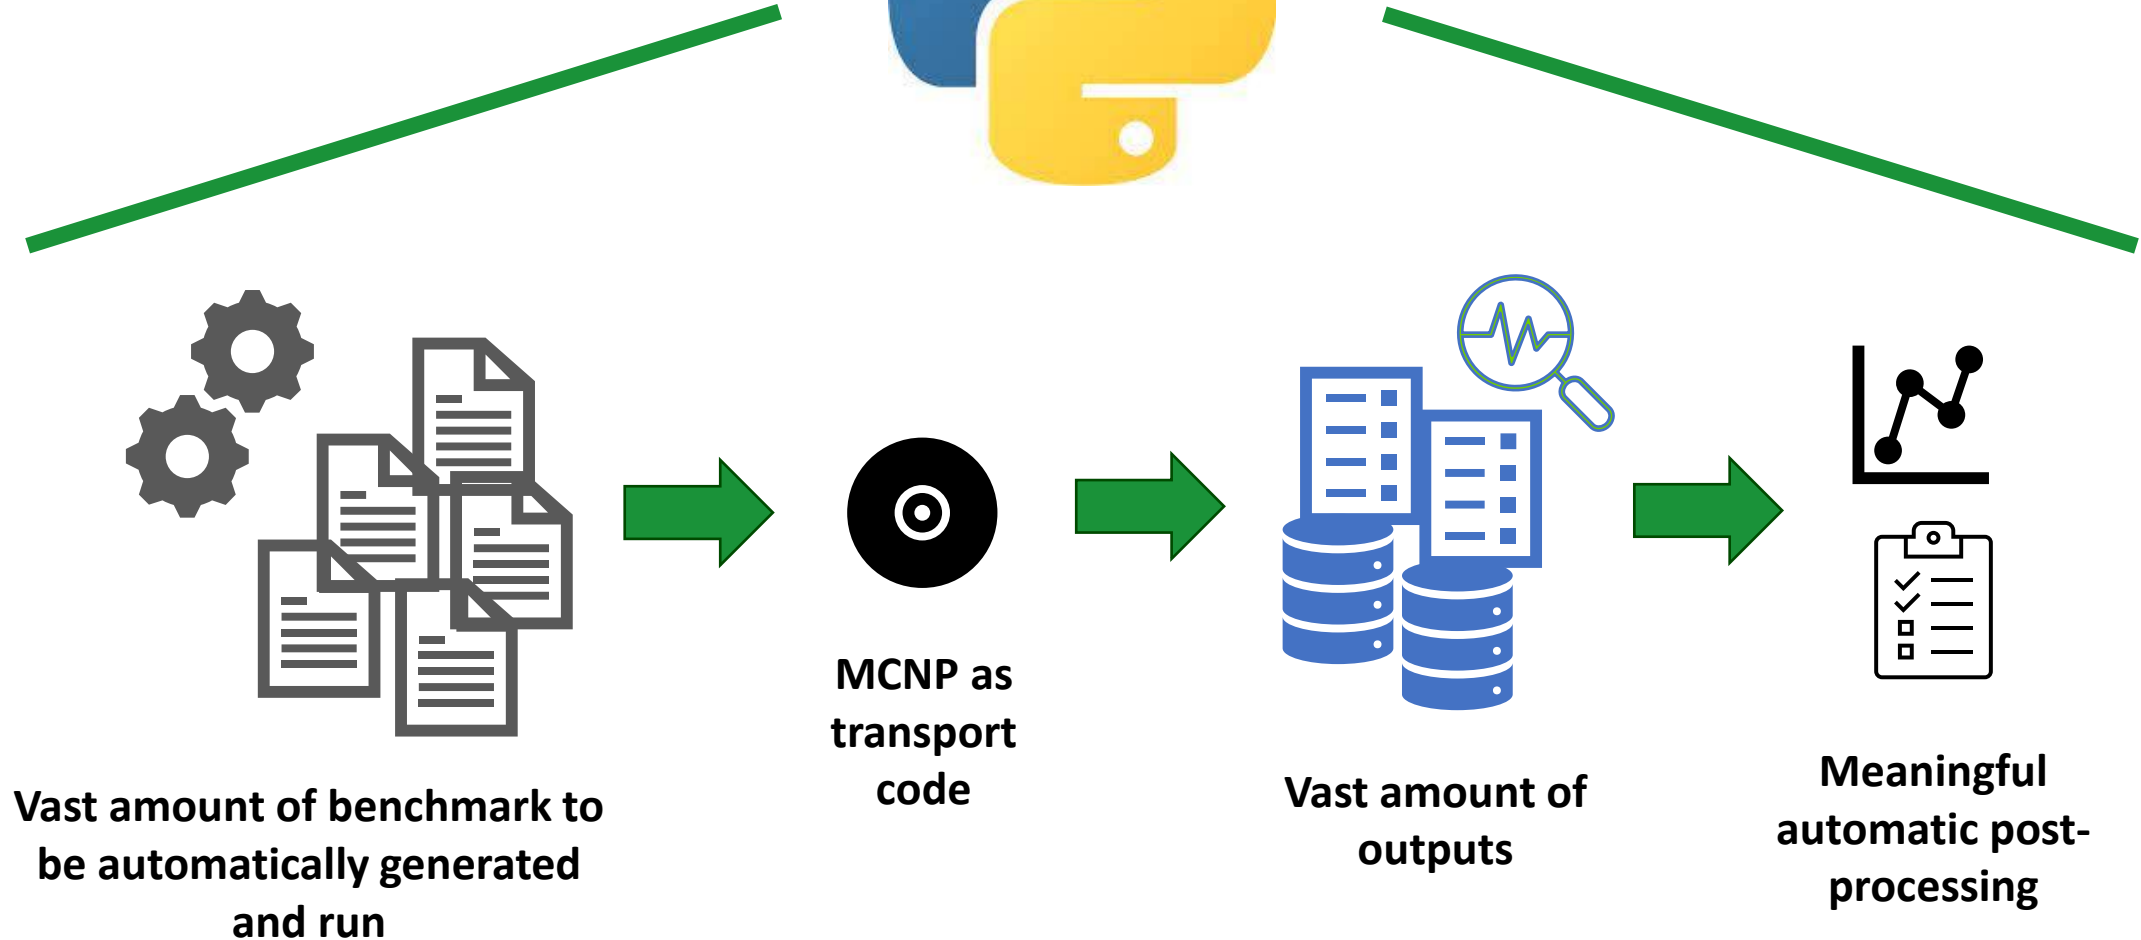 Vast amount of benchmark to
be automatically generated
and run
MCNP as
transport
code
Vast amount of
outputs
Meaningful
automatic post-
processing